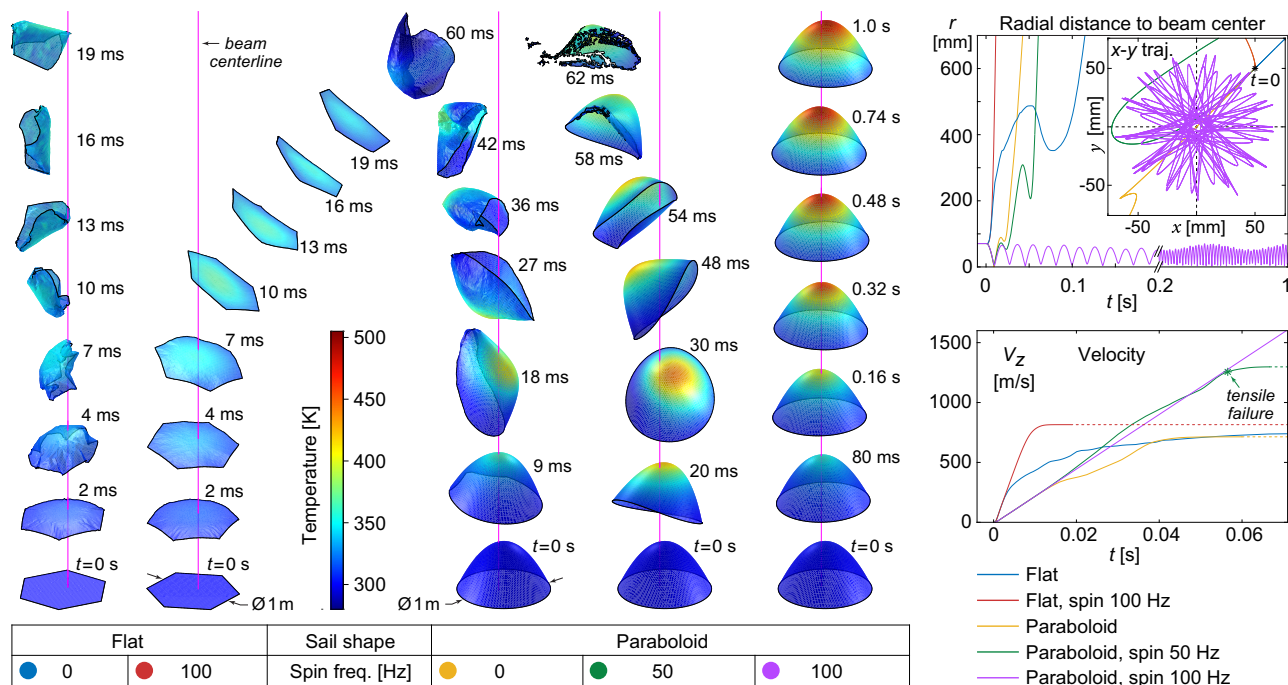 19 ms
16 ms
13 ms
10 ms
7 ms
4 ms
2 ms
t=0 s
beam
centerline
19 ms
16 ms
13 ms
10 ms
7 ms
4 ms
2 ms
t=0 s
Ø1m
Temperature [K]
500
450
400
350
300
60 ms
42 ms
36 ms
27 ms
18 ms
9 ms
t=0 s
Ø1m
62 ms
58 ms
54 ms
48 ms
30 ms
20 ms
t=0 s
1.0 s
0.74 s
0.48 s
0.32 s
0.16 s
80 ms
t=0 s
Flat Sail shape Paraboloid
0 100 Spin freq. [Hz] 0 50 100
r Radial distance to beam center
[mm]
600
400
200
0
0 0.1 0.2 1
t [s]
x-y traj.
t=0
50
0
-50
y [mm]
-50 0 50
x [mm]
VZ Velocity
[m/s]
1500
1000
500
0
0 0.02 0.04 0.06
t [s]
tensile
failure
Flat
Flat, spin 100 Hz
Paraboloid
Paraboloid, spin 50 Hz
Paraboloid, spin 100 Hz